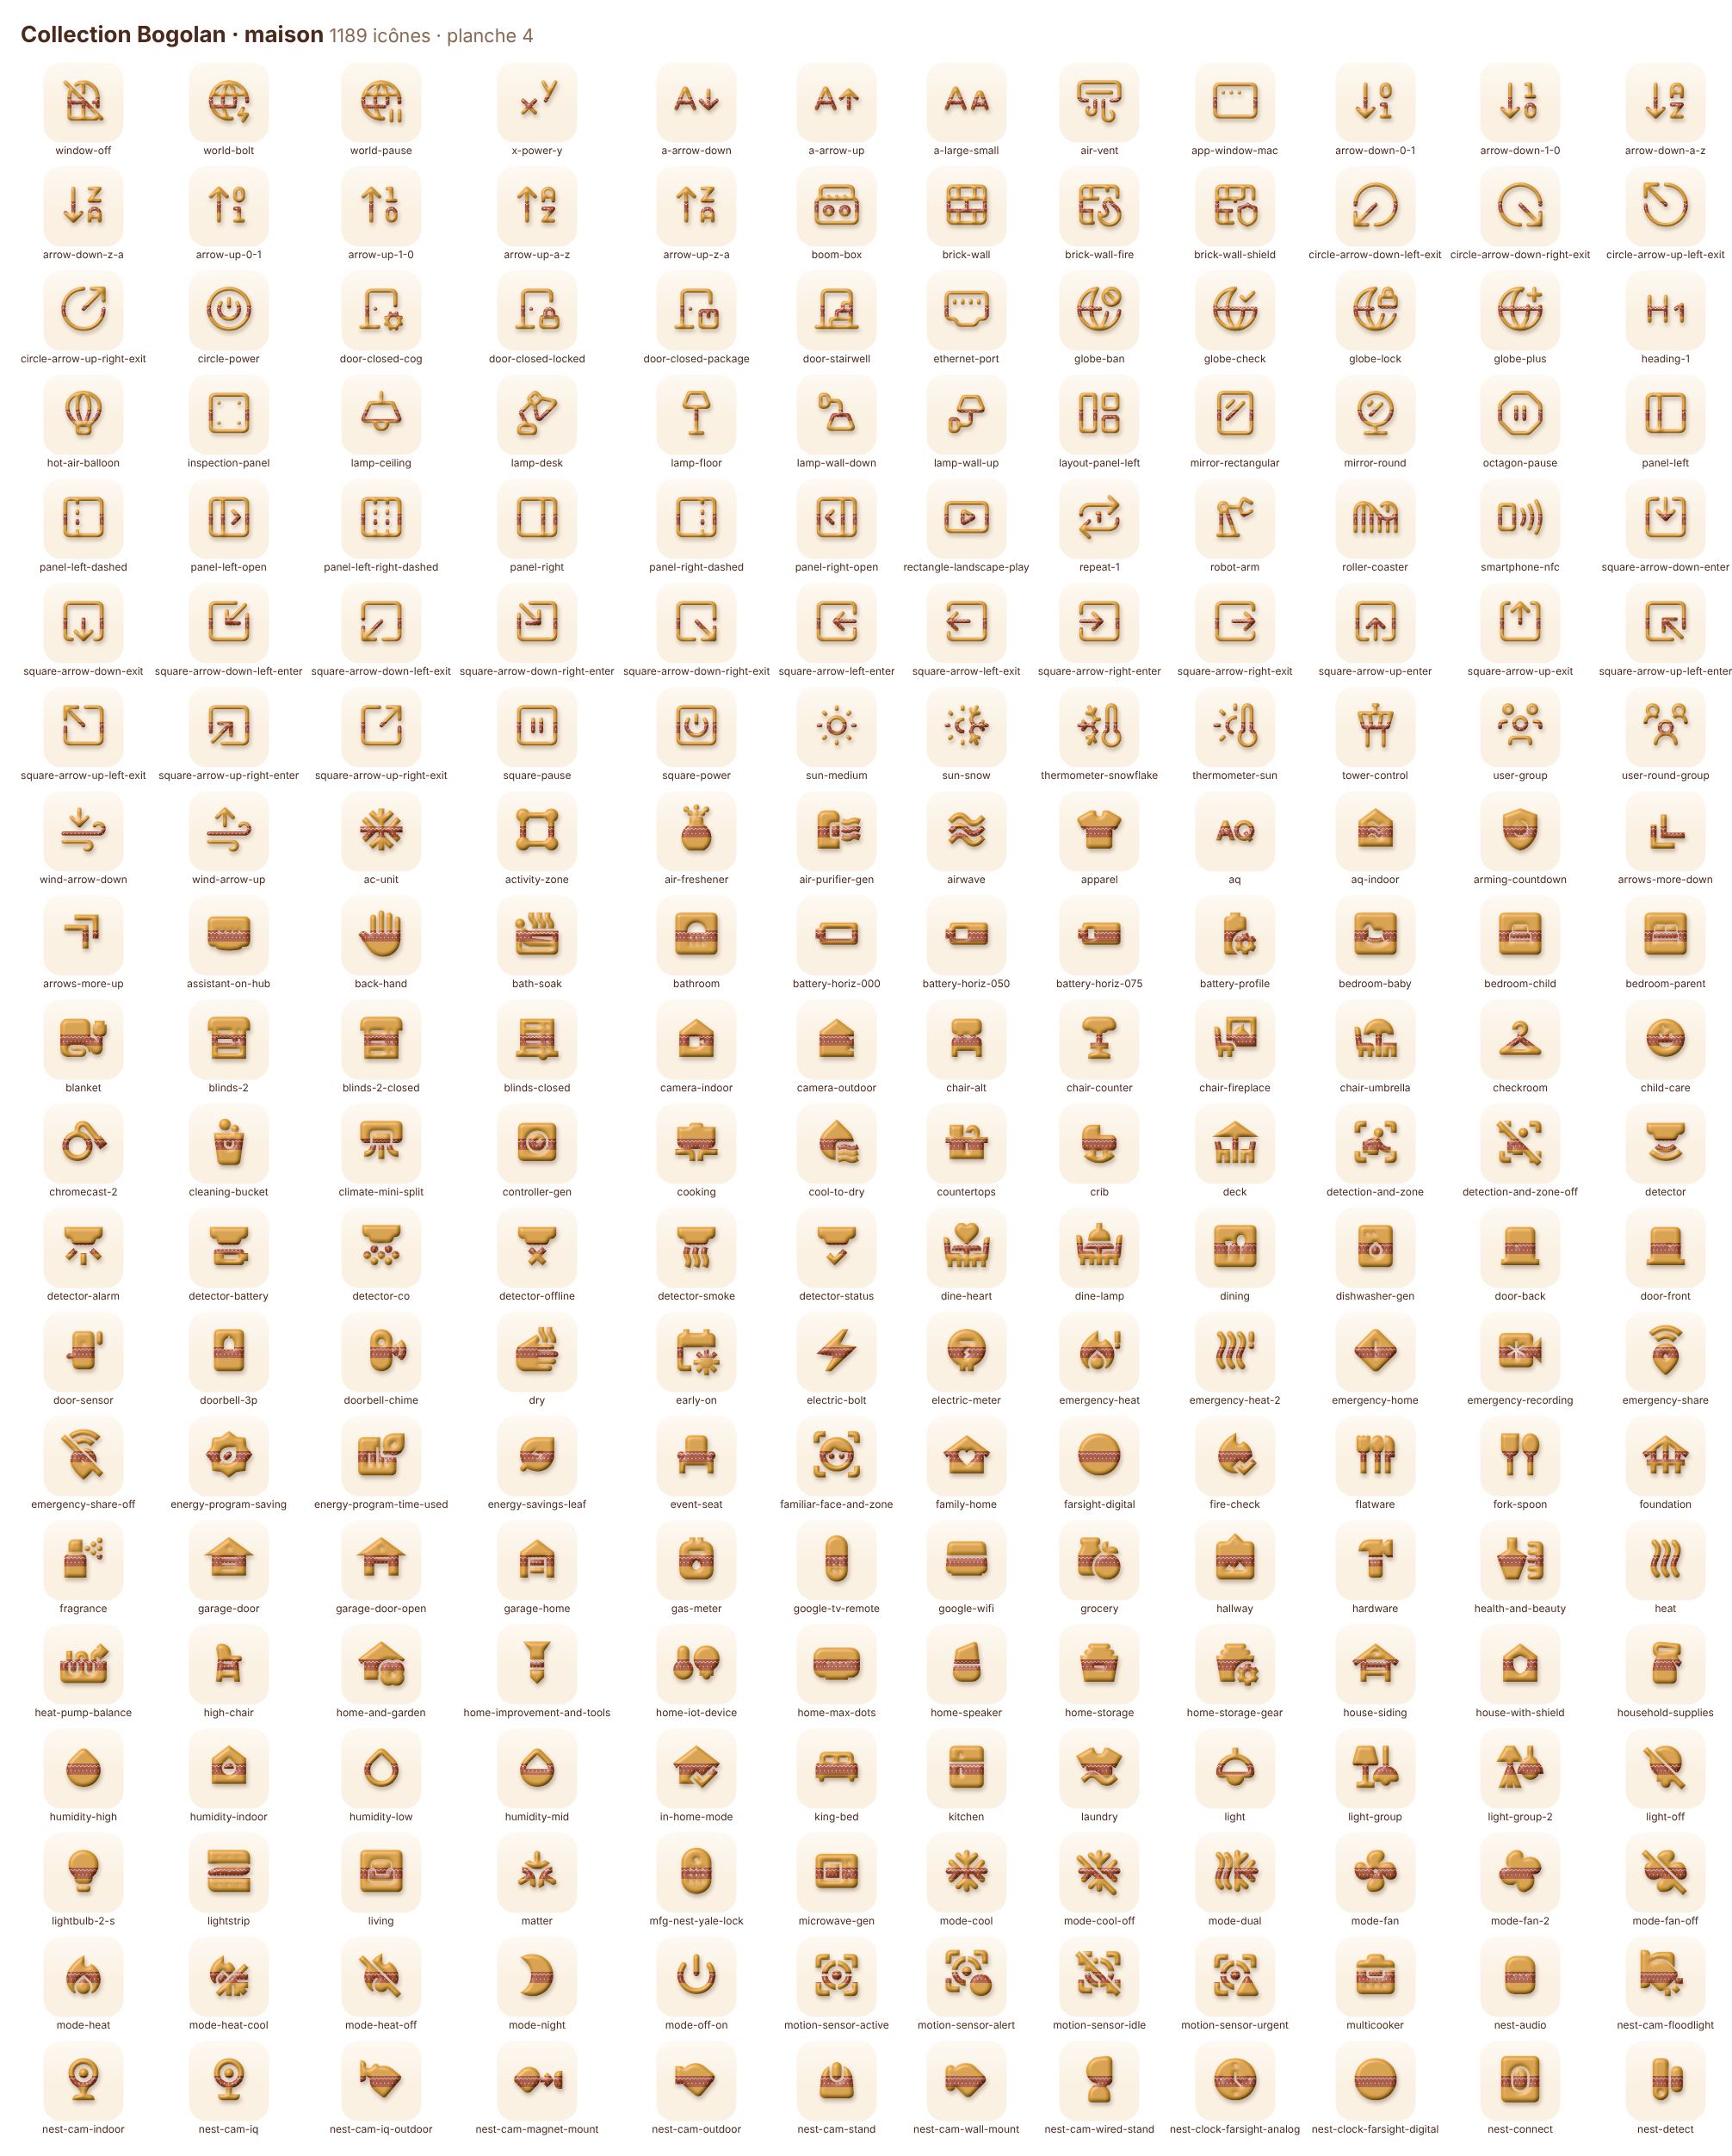 Collection Bogolan · maison 1189 icônes · planche 4
window-off world-bolt world-pause x-power-y a-arrow-down a-arrow-up a-large-small air-vent app-window-mac arrow-down-0-1 arrow-down-1-0 arrow-down-a-z
arrow-down-z-a arrow-up-0-1 arrow-up-1-0 arrow-up-a-z arrow-up-z-a boom-box brick-wall brick-wall-fire brick-wall-shield circle-arrow-down-left-exit circle-arrow-down-right-exit circle-arrow-up-left-exit
circle-arrow-up-right-exit circle-power door-closed-cog door-closed-locked door-closed-package door-stairwell ethernet-port globe-ban globe-check globe-lock globe-plus heading-1
hot-air-balloon inspection-panel lamp-ceiling lamp-desk lamp-floor lamp-wall-down lamp-wall-up layout-panel-left mirror-rectangular mirror-round octagon-pause panel-left
panel-left-dashed panel-left-open panel-left-right-dashed panel-right panel-right-dashed panel-right-open rectangle-landscape-play repeat-1 robot-arm roller-coaster smartphone-nfc square-arrow-down-enter
square-arrow-down-exit square-arrow-down-left-enter square-arrow-down-left-exit square-arrow-down-right-enter square-arrow-down-right-exit square-arrow-left-enter square-arrow-left-exit square-arrow-right-enter square-arrow-right-exit square-arrow-up-enter square-arrow-up-exit square-arrow-up-left-enter
square-arrow-up-left-exit square-arrow-up-right-enter square-arrow-up-right-exit square-pause square-power sun-medium sun-snow thermometer-snowflake thermometer-sun tower-control user-group user-round-group
wind-arrow-down wind-arrow-up ac-unit activity-zone air-freshener air-purifier-gen airwave apparel aq aq-indoor arming-countdown arrows-more-down
arrows-more-up assistant-on-hub back-hand bath-soak bathroom battery-horiz-000 battery-horiz-050 battery-horiz-075 battery-profile bedroom-baby bedroom-child bedroom-parent
blanket blinds-2 blinds-2-closed blinds-closed camera-indoor camera-outdoor chair-alt chair-counter chair-fireplace chair-umbrella checkroom child-care
chromecast-2 cleaning-bucket climate-mini-split controller-gen cooking cool-to-dry countertops crib deck detection-and-zone detection-and-zone-off detector
detector-alarm detector-battery detector-co detector-offline detector-smoke detector-status dine-heart dine-lamp dining dishwasher-gen door-back door-front
door-sensor doorbell-3p doorbell-chime dry early-on electric-bolt electric-meter emergency-heat emergency-heat-2 emergency-home emergency-recording emergency-share
emergency-share-off energy-program-saving energy-program-time-used energy-savings-leaf event-seat familiar-face-and-zone family-home farsight-digital fire-check flatware fork-spoon foundation
fragrance garage-door garage-door-open garage-home gas-meter google-tv-remote google-wifi grocery hallway hardware health-and-beauty heat
heat-pump-balance high-chair home-and-garden home-improvement-and-tools home-iot-device home-max-dots home-speaker home-storage home-storage-gear house-siding house-with-shield household-supplies
humidity-high humidity-indoor humidity-low humidity-mid in-home-mode king-bed kitchen laundry light light-group light-group-2 light-off
lightbulb-2-s lightstrip living matter mfg-nest-yale-lock microwave-gen mode-cool mode-cool-off mode-dual mode-fan mode-fan-2 mode-fan-off
mode-heat mode-heat-cool mode-heat-off mode-night mode-off-on motion-sensor-active motion-sensor-alert motion-sensor-idle motion-sensor-urgent multicooker nest-audio nest-cam-floodlight
nest-cam-indoor nest-cam-iq nest-cam-iq-outdoor nest-cam-magnet-mount nest-cam-outdoor nest-cam-stand nest-cam-wall-mount nest-cam-wired-stand nest-clock-farsight-analog nest-clock-farsight-digital nest-connect nest-detect